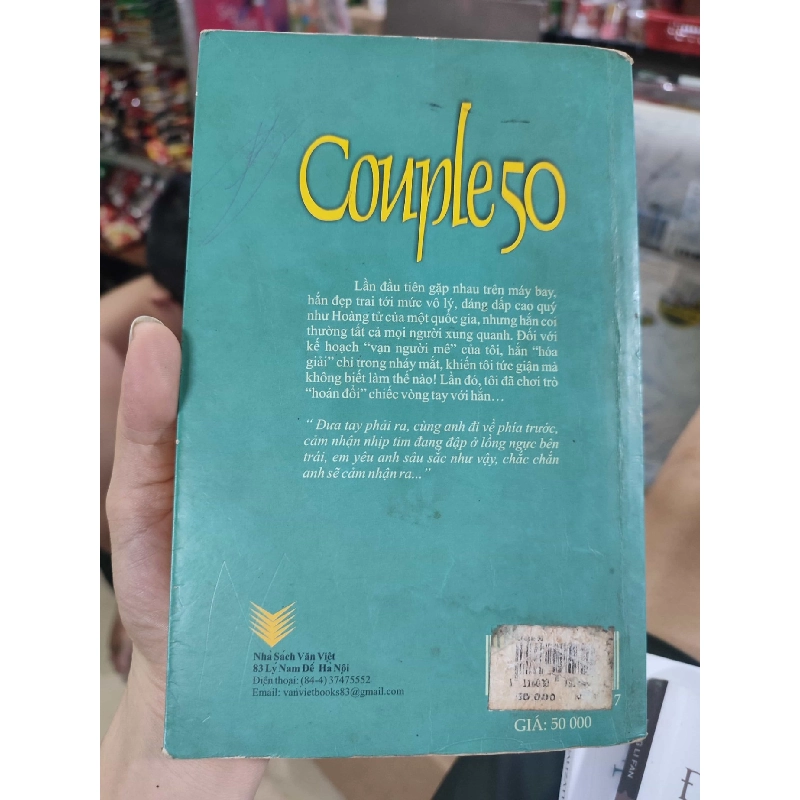 Couple 50
Lần đầu tiên gặp nhau trên máy bay,
hắn đẹp trai tới mức vô lý, dáng dấp cao quý
như Hoàng tử của một quốc gia, nhưng hắn coi
thường tất cả mọi người xung quanh. Đối với
kế hoạch "vạn người mê" của tôi, hắn "hóa
giải" chỉ trong nháy mắt, khiến tôi tức giận mà
không biết làm thế nào! Lần đó, tôi đã chơi trò
"hoán đổi" chiếc vòng tay với hắn...
" Đưa tay phải ra, cùng anh đi về phía trước,
cảm nhận nhịp tim đang đập ở lồng ngực bên
trái, em yêu anh sâu sắc như vậy, chắc chắn
anh sẽ cảm nhận ra..."
Nhà Sách Văn Việt
83 Lý Nam Đế Hà Nội
Điện thoại: (84-4) 37475552
Email: vanvietbooks83@gmail.com
50.000
7
GIÁ: 50 000